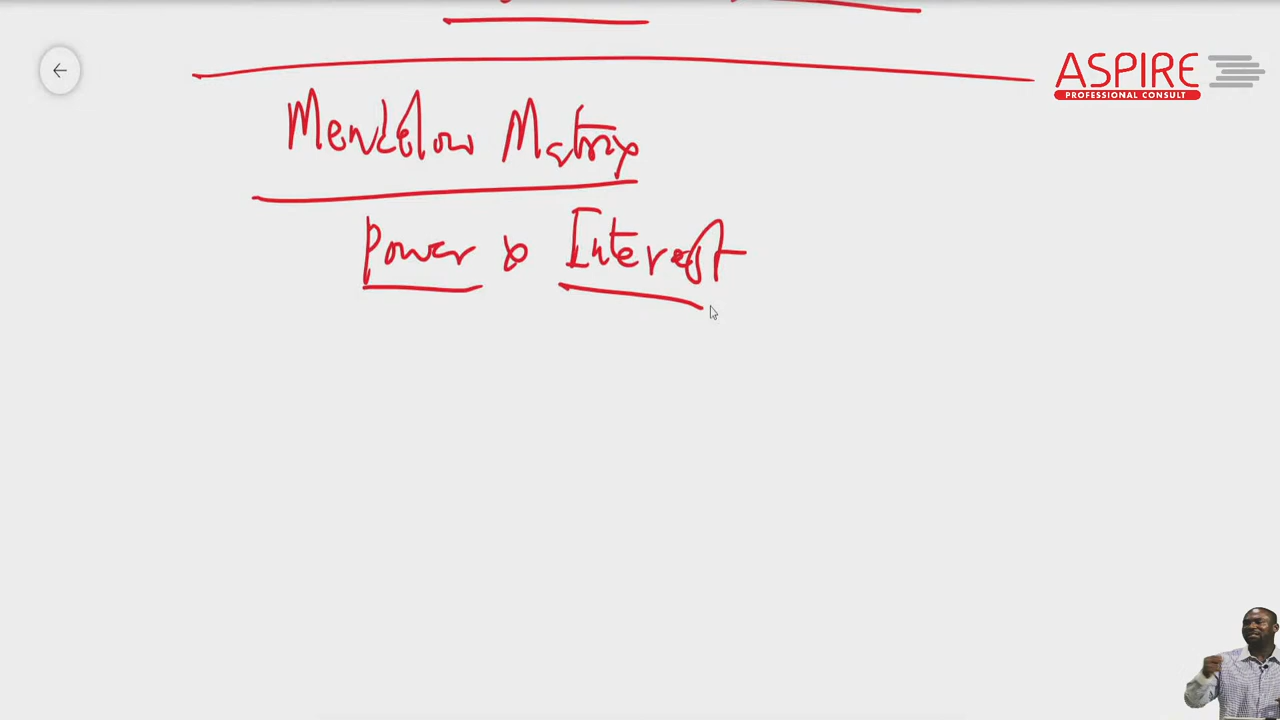 ASPIRE
PROFESSIONAL CONSULT
Mendelow Matrix
Power & Interest